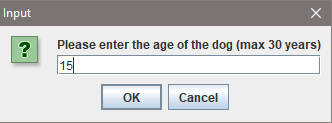 Input
Please enter the age of the dog (max 30 years)
15
OK Cancel